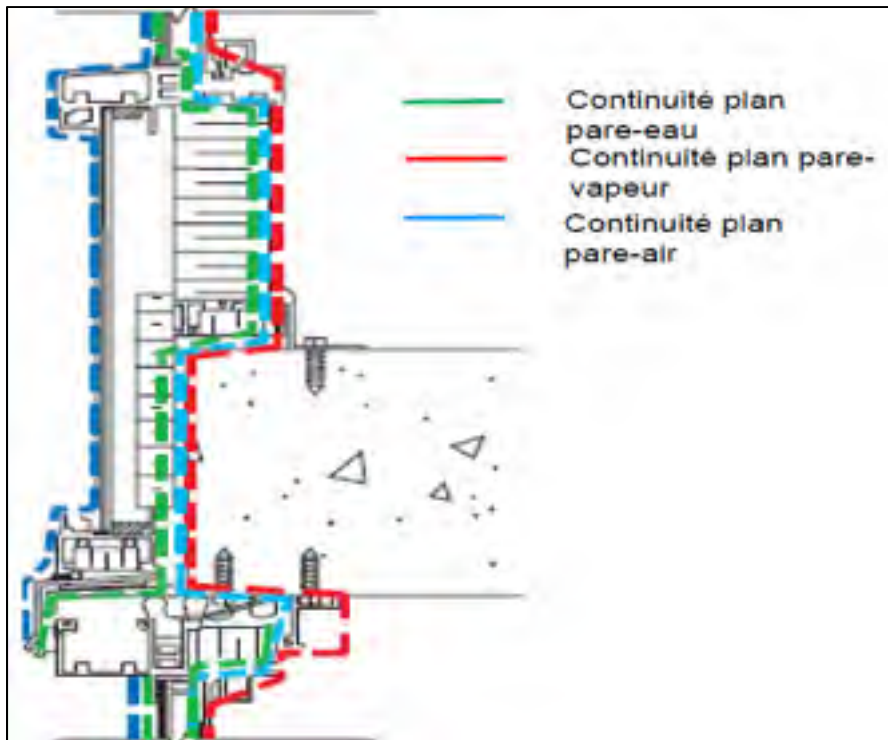 Continuité plan
pare-eau
Continuité plan pare-
vapeur
Continuité plan
pare-air